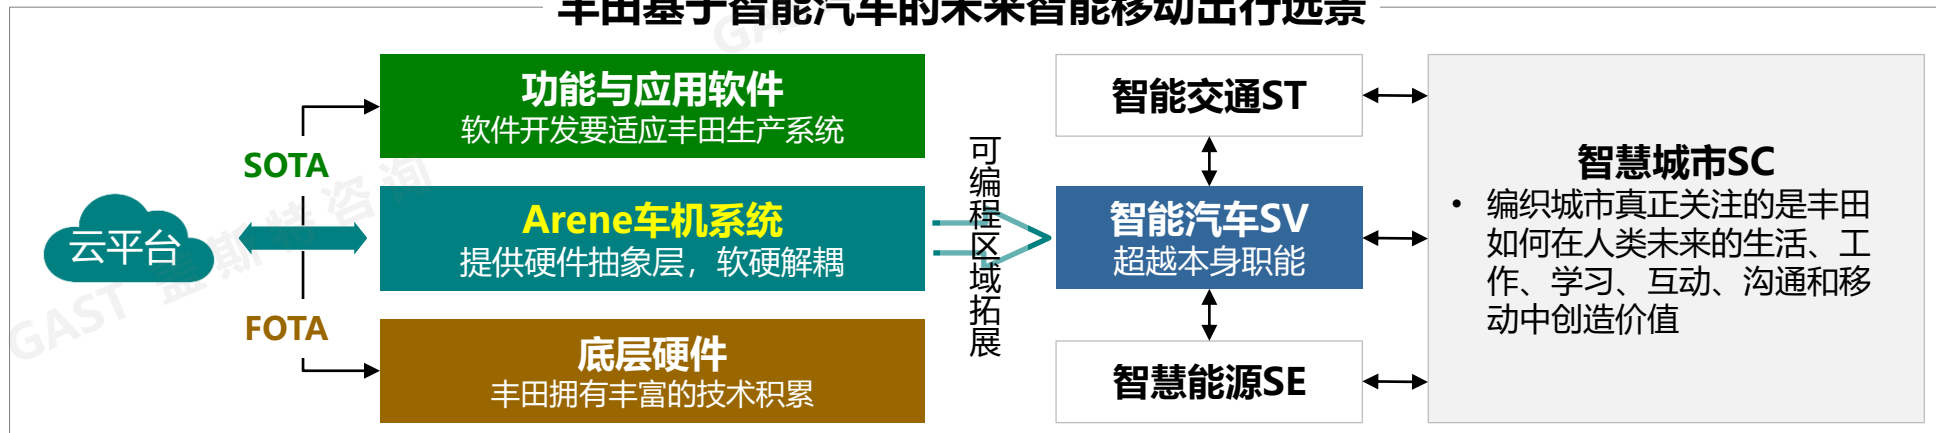 丰田基于智能汽车的未来智能移动出行远景
功能与应用软件
软件开发要适应丰田生产系统
SOTA
云平台
Arene车机系统
提供硬件抽象层，软硬解耦
FOTA
底层硬件
丰田拥有丰富的技术积累
可编程区域拓展
智能交通ST
智能汽车SV
超越本身职能
智慧能源SE
智慧城市SC
• 编织城市真正关注的是丰田
如何在人类未来的生活、工
作、学习、互动、沟通和移
动中创造价值
GAST 盖斯特咨询
GA